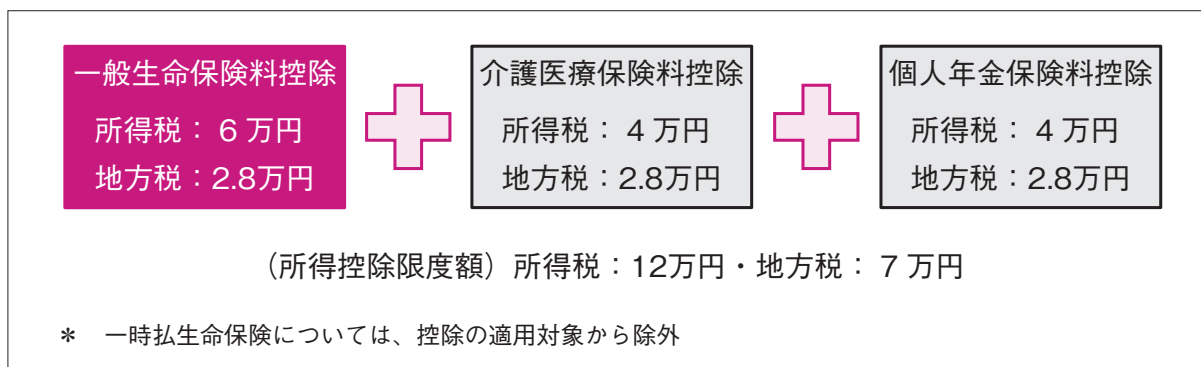 一般生命保険料控除
所得税：6万円
地方税：2.8万円
介護医療保険料控除
所得税：4万円
地方税：2.8万円
個人年金保険料控除
所得税：4万円
地方税：2.8万円
（所得控除限度額）所得税：12万円・地方税：7万円
＊　一時払生命保険については、控除の適用対象から除外